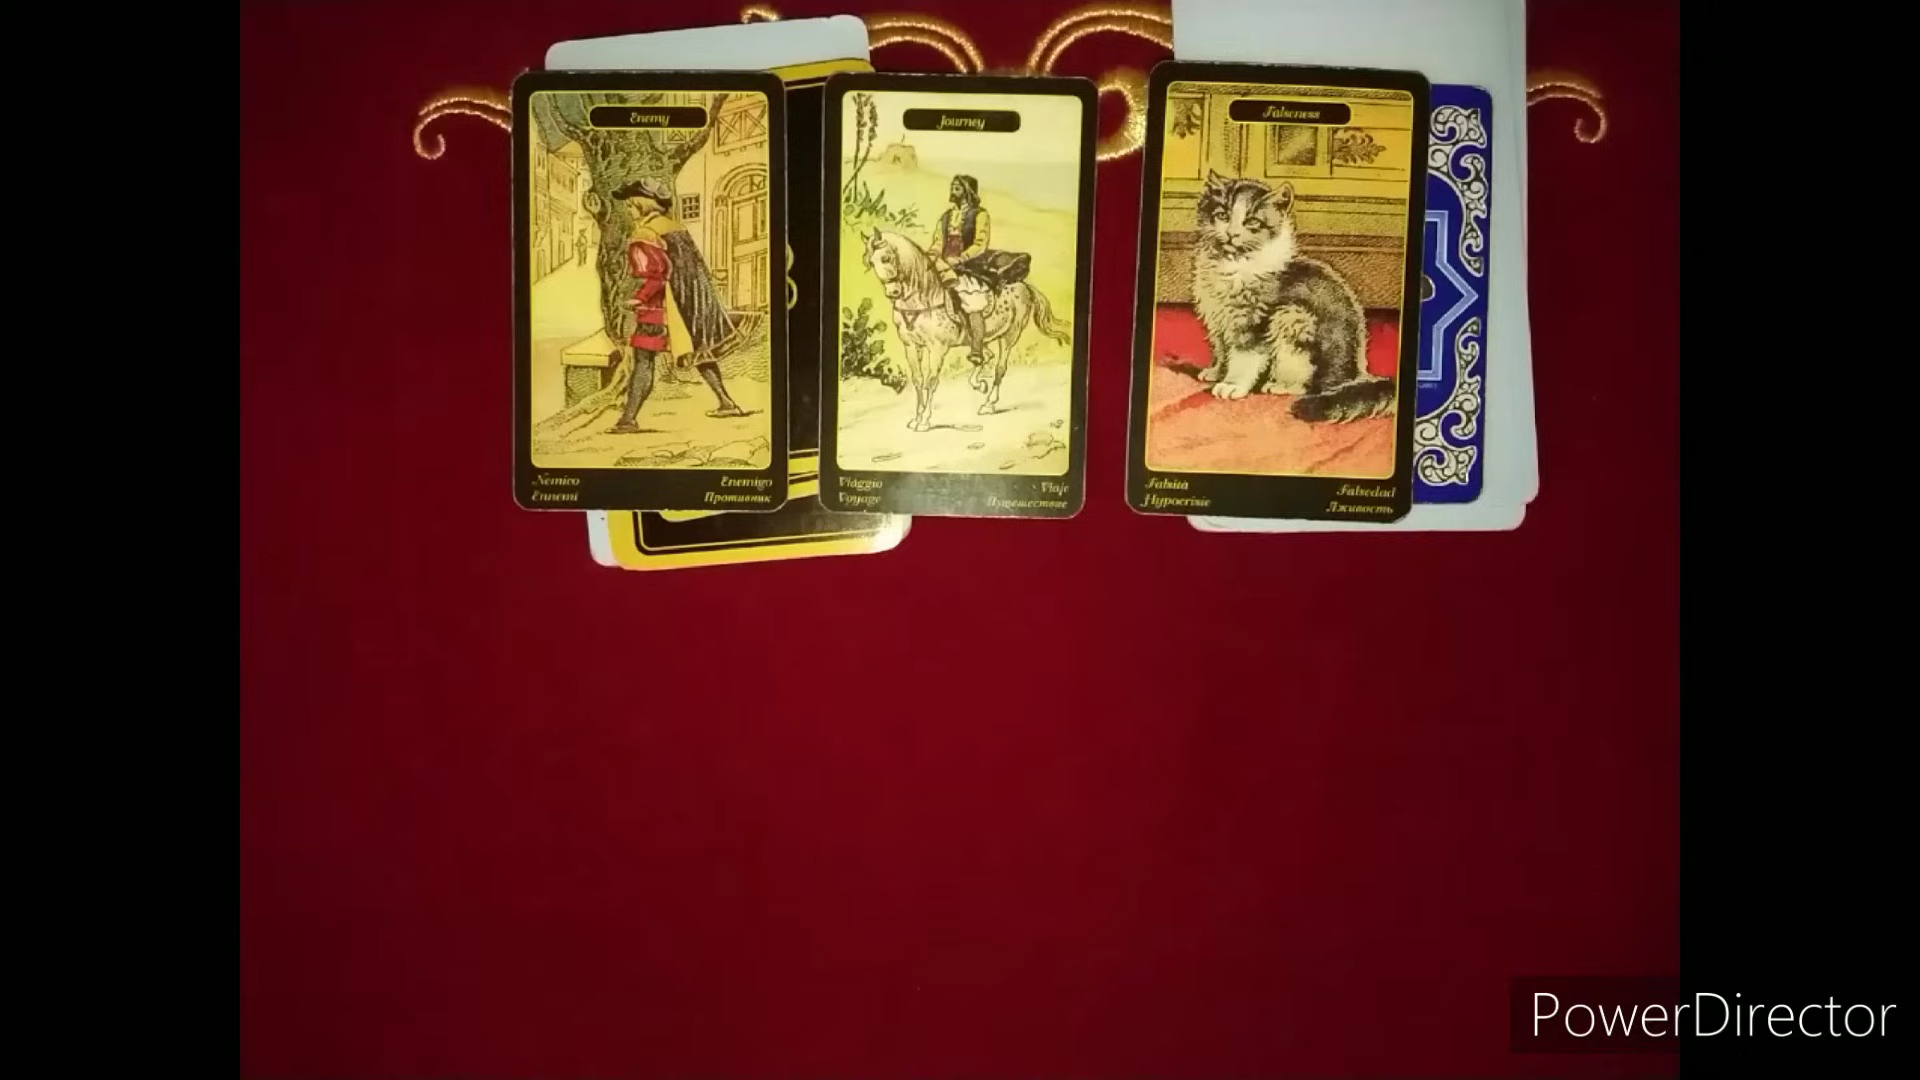 Enemy
Nemico
Enemigo
Ennemi
Противник
Journey
Viaggio
Viaje
Voyage
Путешествие
Falseness
Falsità
Falsedad
Hypocrisie
Лживость
PowerDirector